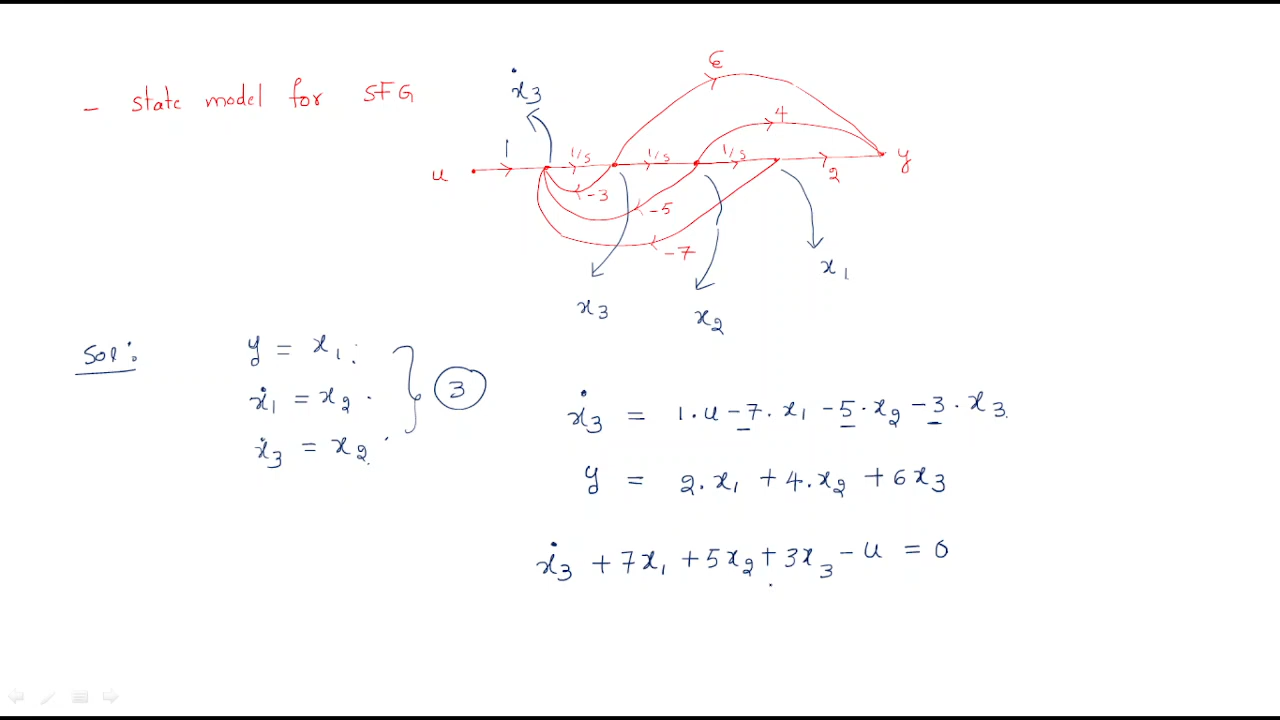 - state model for SFG
ẋ3
6
4
u
1
1/s
1/s
1/s
2
y
-3
-5
-7
x1
x3
x2
Sol:
y = x1
ẋ1 = x2
ẋ3 = x2
3
ẋ3 = 1.u - 7.x1 - 5.x2 - 3.x3
y = 2.x1 + 4.x2 + 6x3
ẋ3 + 7x1 + 5x2 + 3x3 - u = 0